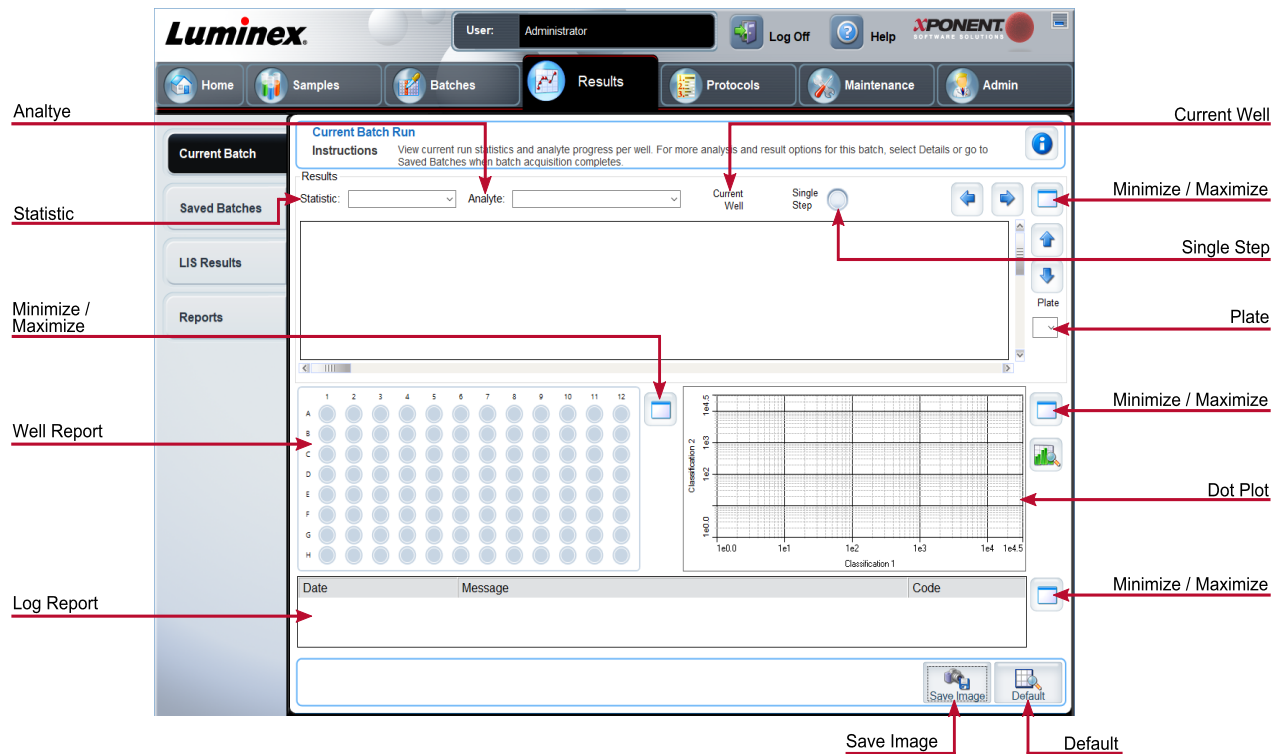 Luminex.
User: Administrator
Log Off
Help
XPONENT.
SOFTWARE SOLUTIONS
Home
Samples
Batches
Results
Protocols
Maintenance
Admin
Analtye
Statistic
Minimize /
Maximize
Well Report
Log Report
Current Batch
Saved Batches
LIS Results
Reports
Current Batch Run
Instructions View current run statistics and analyte progress per well. For more analysis and result options for this batch, select Details or go to
Saved Batches when batch acquisition completes.
Results
Statistic:
Analyte:
Current
Well
Single
Step
Plate
1 2 3 4 5 6 7 8 9 10 11 12
A
B
C
D
E
F
G
H
Classification 2
1e4.5
1e3
1e2
1e0.0
1e0.0 1e1 1e2 1e3 1e4 1e4.5
Classification 1
Date Message Code
Save Image
Default
Current Well
Minimize / Maximize
Single Step
Plate
Minimize / Maximize
Dot Plot
Minimize / Maximize
Save Image
Default